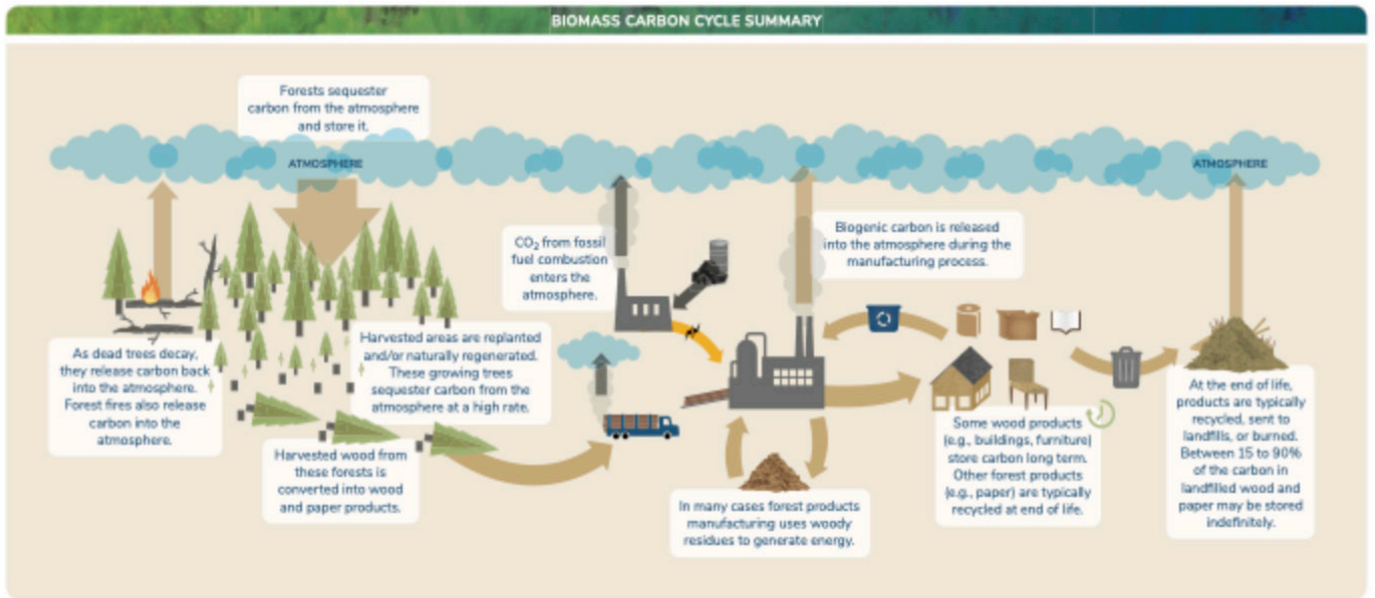 BIOMASS CARBON CYCLE SUMMARY
Forests sequester
carbon from the atmosphere
and store it.
ATMOSPHERE
ATMOSPHERE
CO₂ from fossil
fuel combustion
enters the
atmosphere.
Biogenic carbon is released
into the atmosphere during the
manufacturing process.
As dead trees decay,
they release carbon back
into the atmosphere.
Forest fires also release
carbon into the
atmosphere.
Harvested areas are replanted
and/or naturally regenerated.
These growing trees
sequester carbon from the
atmosphere at a high rate.
Harvested wood from
these forests is
converted into wood
and paper products.
In many cases forest products
manufacturing uses woody
residues to generate energy.
Some wood products
(e.g., buildings, furniture)
store carbon long term.
Other forest products
(e.g., paper) are typically
recycled at end of life.
At the end of life,
products are typically
recycled, sent to
landfills, or burned.
Between 15 to 90%
of the carbon in
landfilled wood and
paper may be stored
indefinitely.